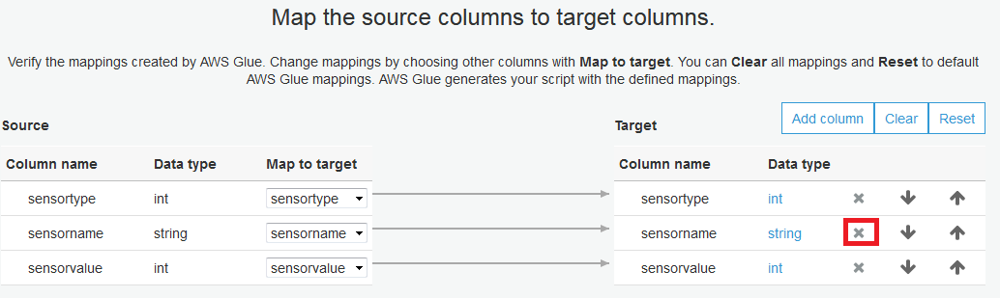 Map the source columns to target columns.
Verify the mappings created by AWS Glue. Change mappings by choosing other columns with Map to target. You can Clear all mappings and Reset to default
AWS Glue mappings. AWS Glue generates your script with the defined mappings.
Add column Clear Reset
Source Target
Column name Data type Map to target Column name Data type
sensortype int sensortype sensortype int
sensorname string sensorname sensorname string
sensorvalue int sensorvalue sensorvalue int